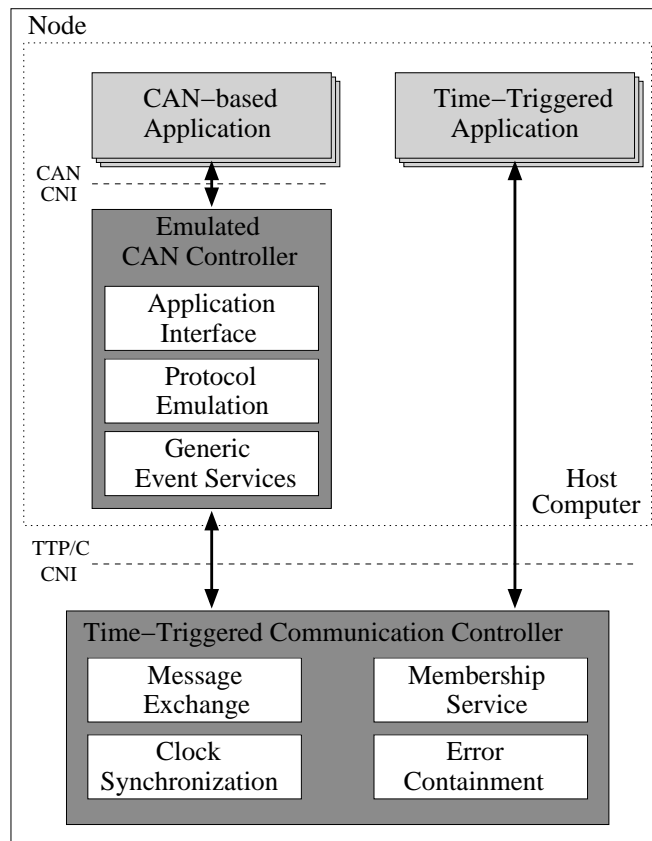 Node
CAN−based
Application
Time−Triggered
Application
CAN
CNI
Emulated
CAN Controller
Application
Interface
Protocol
Emulation
Generic
Event Services
Host
Computer
TTP/C
CNI
Time−Triggered Communication Controller
Message
Exchange
Membership
Service
Clock
Synchronization
Error
Containment